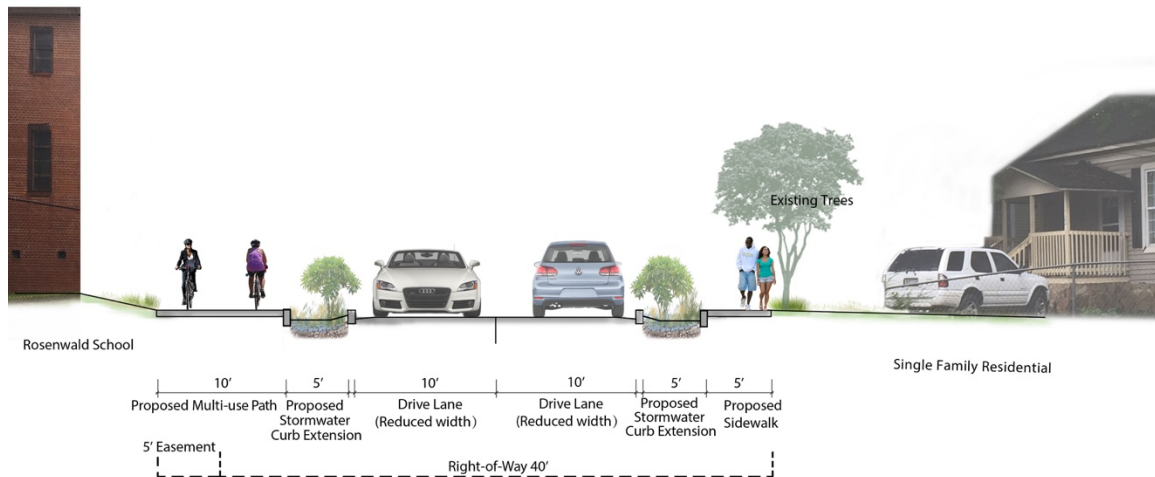 Existing Trees
Rosenwald School
Single Family Residential
10’
5’
10’
10’
5’
5’
Proposed Multi-use Path
Proposed
Stormwater
Curb Extension
Drive Lane
(Reduced width)
Drive Lane
(Reduced width)
Proposed
Stormwater
Curb Extension
Proposed
Sidewalk
5’ Easement
Right-of-Way 40’